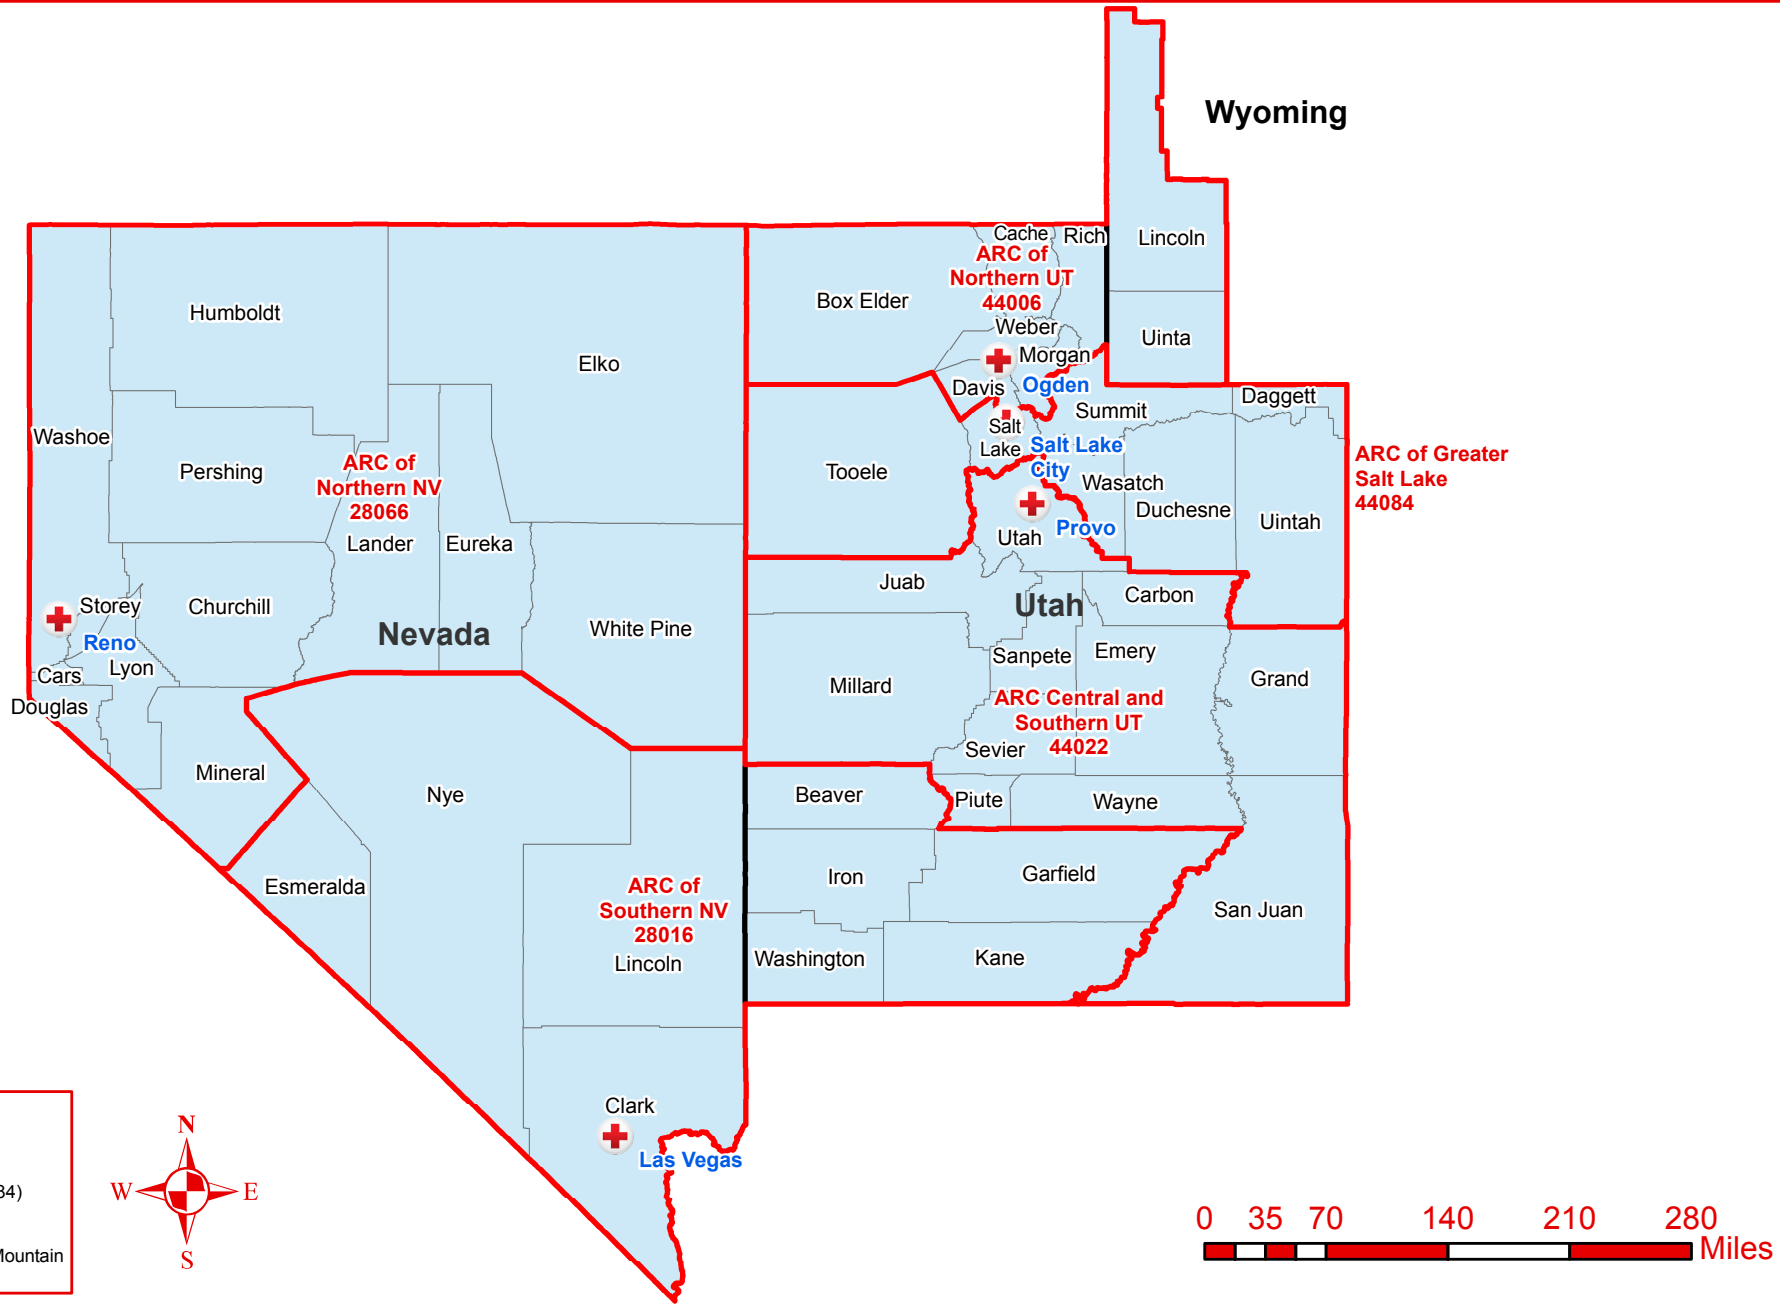 Wyoming
Cache
Rich
Lincoln
ARC of
Northern UT
44006
Box Elder
Humboldt
Weber
Uinta
Elko
Morgan
Davis
Ogden
Daggett
Summit
Washoe
Salt
Lake
Salt Lake
City
ARC of Greater
Salt Lake
44084
Pershing
ARC of
Northern NV
28066
Tooele
Wasatch
Duchesne
Uintah
Provo
Utah
Lander
Eureka
Juab
Carbon
Utah
Storey
Churchill
Nevada
White Pine
Reno
Lyon
Cars
Sanpete
Emery
Grand
Millard
Douglas
ARC Central and
Southern UT
44022
Sevier
Mineral
Nye
Beaver
Piute
Wayne
Esmeralda
Iron
Garfield
ARC of
Southern NV
28016
San Juan
Lincoln
Washington
Kane
Clark
Las Vegas
N
W
E
S
34)
Mountain
0 35 70 140 210 280
Miles